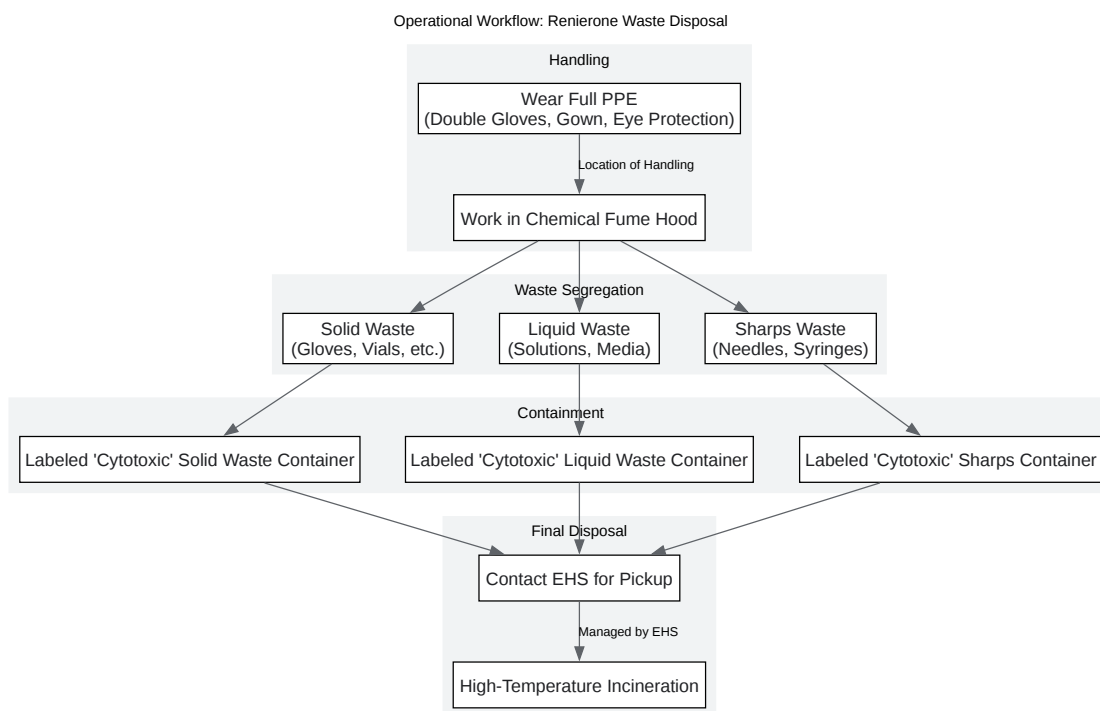 Operational Workflow: Renierone Waste Disposal
Handling
Wear Full PPE
(Double Gloves, Gown, Eye Protection)
Location of Handling
Work in Chemical Fume Hood
Waste Segregation
Solid Waste
(Gloves, Vials, etc.)
Liquid Waste
(Solutions, Media)
Sharps Waste
(Needles, Syringes)
Containment
Labeled 'Cytotoxic' Solid Waste Container
Labeled 'Cytotoxic' Liquid Waste Container
Labeled 'Cytotoxic' Sharps Container
Final Disposal
Contact EHS for Pickup
Managed by EHS
High-Temperature Incineration